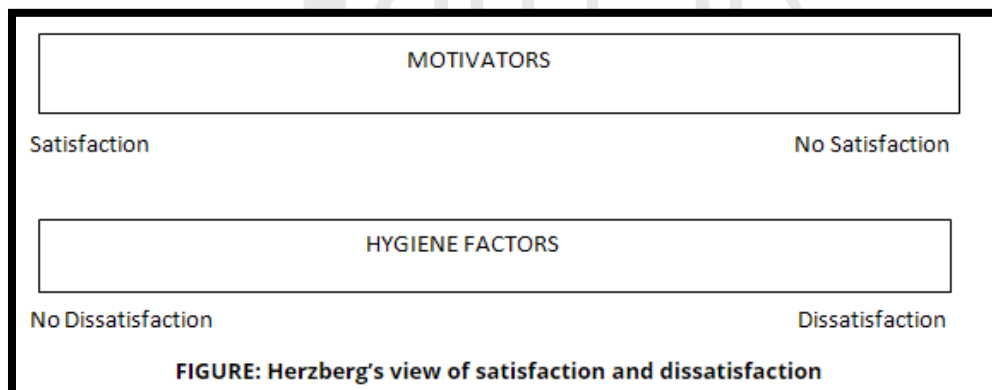 MOTIVATORS
Satisfaction No Satisfaction
HYGIENE FACTORS
No Dissatisfaction Dissatisfaction
FIGURE: Herzberg's view of satisfaction and dissatisfaction